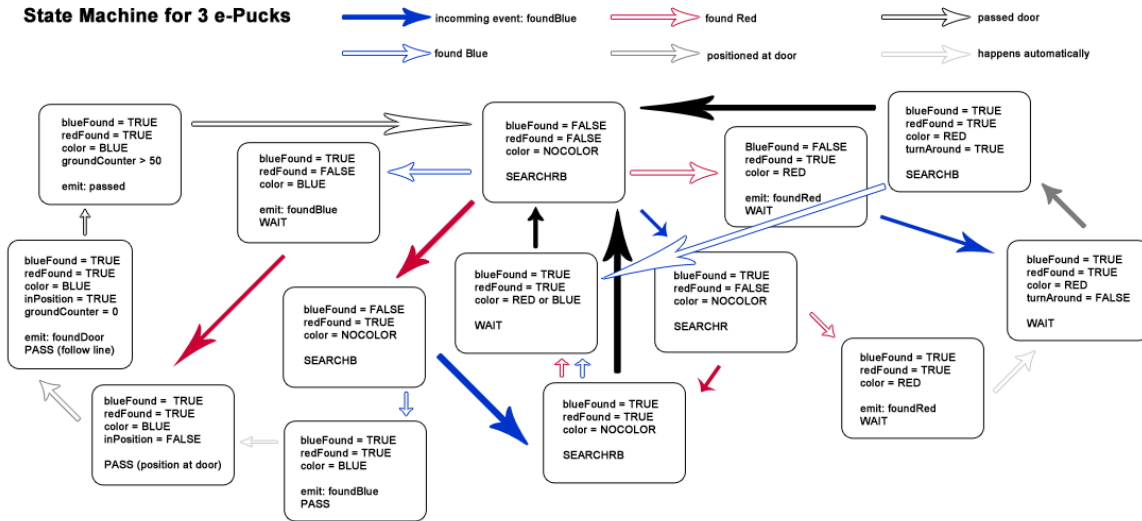 State Machine for 3 e-Pucks
incomming event: foundBlue
found Red
passed door
found Blue
positioned at door
happens automatically
blueFound = TRUE
redFound = TRUE
color = BLUE
groundCounter > 50
emit: passed
blueFound = TRUE
redFound = FALSE
color = BLUE
emit: foundBlue
WAIT
blueFound = FALSE
redFound = FALSE
color = NOCOLOR
SEARCHRB
BlueFound = FALSE
redFound = TRUE
color = RED
emit: foundRed
WAIT
blueFound = TRUE
redFound = TRUE
color = RED
turnAround = TRUE
SEARCHB
blueFound = TRUE
redFound = TRUE
color = BLUE
inPosition = TRUE
groundCounter = 0
emit: foundDoor
PASS (follow line)
blueFound = FALSE
redFound = TRUE
color = NOCOLOR
SEARCHB
blueFound = TRUE
redFound = TRUE
color = RED or BLUE
WAIT
blueFound = TRUE
redFound = FALSE
color = NOCOLOR
SEARCHR
blueFound = TRUE
redFound = TRUE
color = RED
turnAround = FALSE
WAIT
blueFound = TRUE
redFound = TRUE
color = BLUE
inPosition = FALSE
PASS (position at door)
blueFound = TRUE
redFound = TRUE
color = BLUE
emit: foundBlue
PASS
blueFound = TRUE
redFound = TRUE
color = NOCOLOR
SEARCHRB
blueFound = TRUE
redFound = TRUE
color = RED
emit: foundRed
WAIT